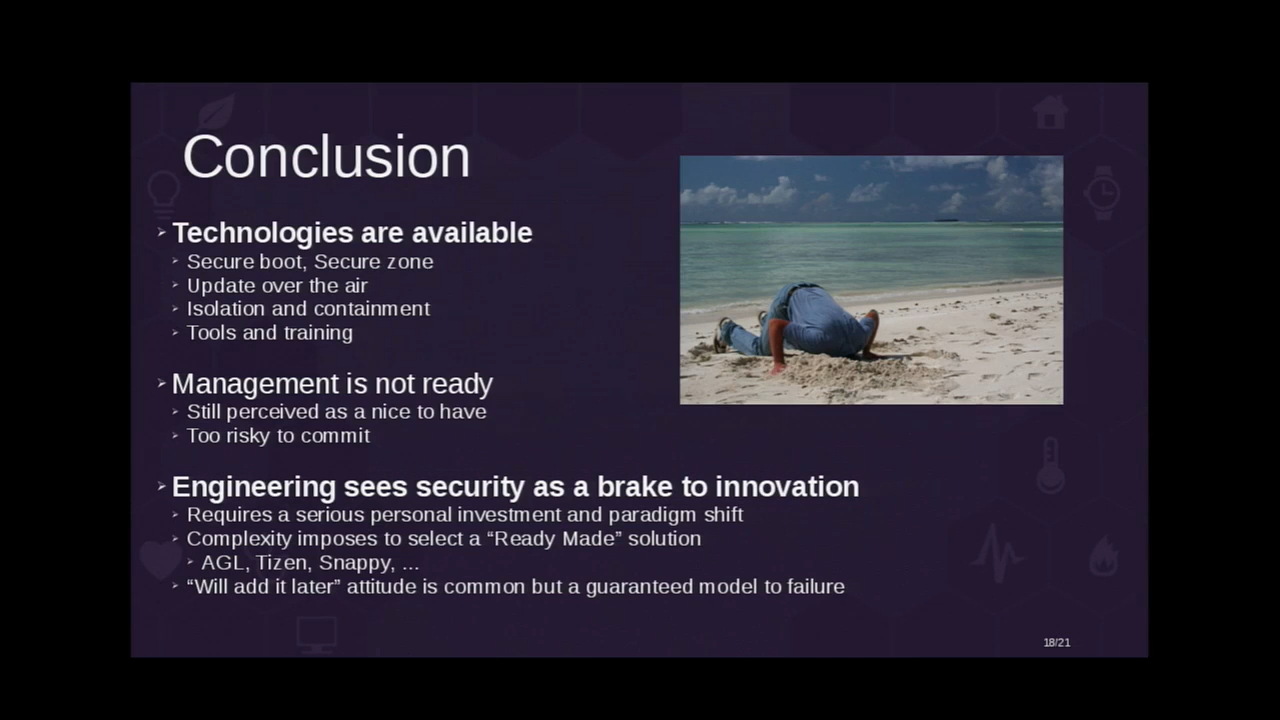 Conclusion
Technologies are available
Secure boot, Secure zone
Update over the air
Isolation and containment
Tools and training
Management is not ready
Still perceived as a nice to have
Too risky to commit
Engineering sees security as a brake to innovation
Requires a serious personal investment and paradigm shift
Complexity imposes to select a “Ready Made” solution
AGL, Tizen, Snappy, ...
“Will add it later” attitude is common but a guaranteed model to failure
18/21